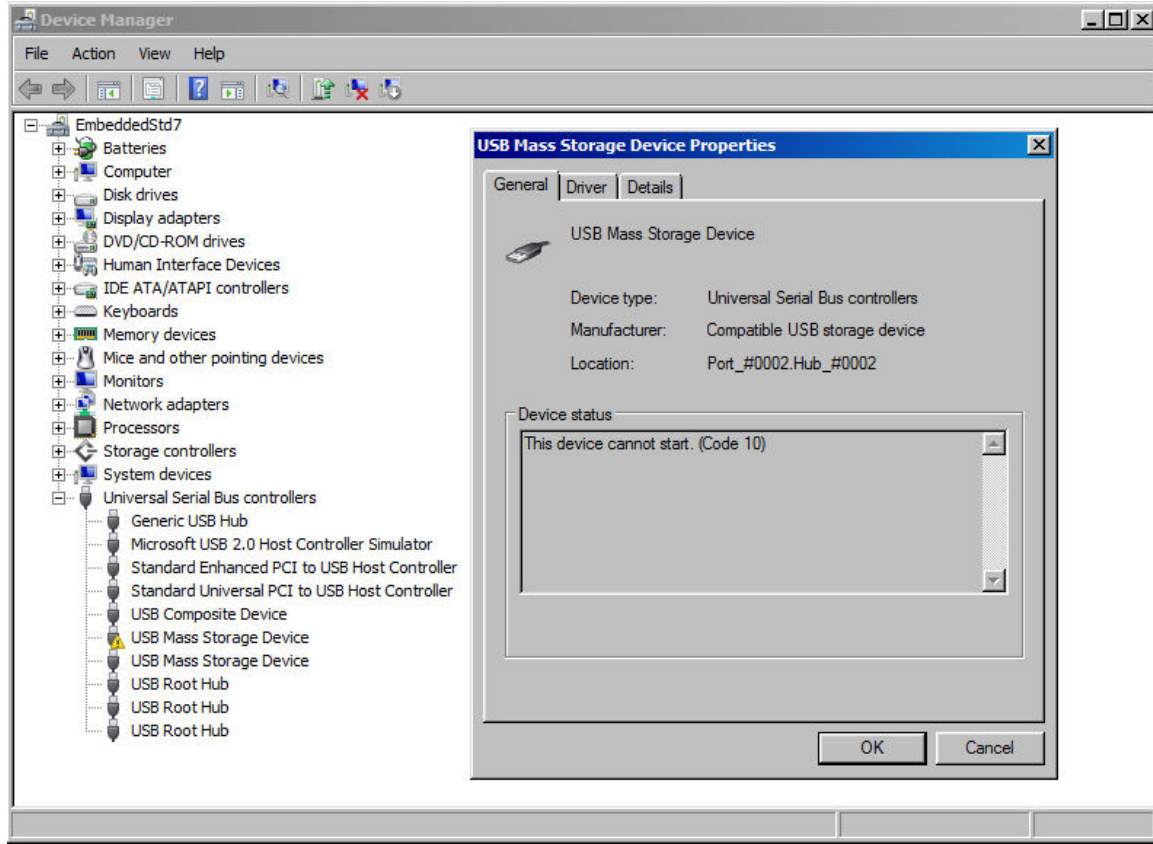 Device Manager
File Action View Help
EmbeddedStd7
Batteries
Computer
Disk drives
Display adapters
DVD/CD-ROM drives
Human Interface Devices
IDE ATA/ATAPI controllers
Keyboards
Memory devices
Mice and other pointing devices
Monitors
Network adapters
Processors
Storage controllers
System devices
Universal Serial Bus controllers
Generic USB Hub
Microsoft USB 2.0 Host Controller Simulator
Standard Enhanced PCI to USB Host Controller
Standard Universal PCI to USB Host Controller
USB Composite Device
USB Mass Storage Device
USB Mass Storage Device
USB Root Hub
USB Root Hub
USB Root Hub
USB Mass Storage Device Properties
General Driver Details
USB Mass Storage Device
Device type: Universal Serial Bus controllers
Manufacturer: Compatible USB storage device
Location: Port_#0002.Hub_#0002
Device status
This device cannot start. (Code 10)
OK Cancel